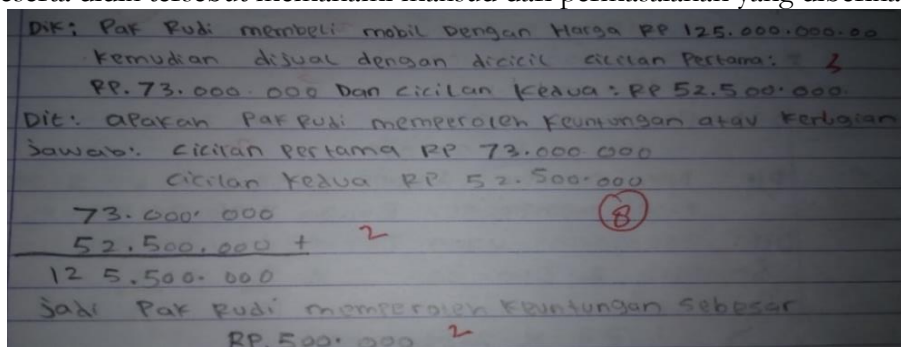 Dik: Pak Rudi membeli mobil Dengan Harga RP 125.000.000.00
Kemudian disual dengan dicicil cicilan Pertama: 3
RP. 73.000.000 Dan cicilan Kedua: RP 52.500.000.
Dit: aPakah Pak Rudi memperoleh Keuntungan atau Kerugian
Jawab: Cicilan Pertama RP 73.000.000
Cicilan Kedua RP 52.500.000
73.000.000 8
52.500.000 + 2
125.500.000
Jadi Pak Rudi memperoleh Keuntungan Sebesar
RP. 500.000 2